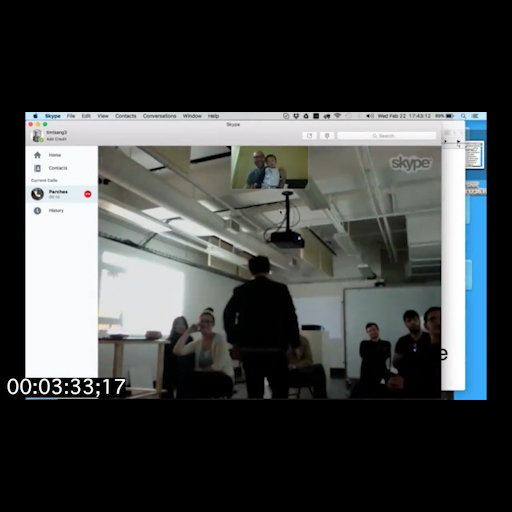 Skype File Edit View Contacts Conversations Window Help Wed Feb 22 17:43:12
Skype
Add Credit
Search
Home
Contacts
Current Calls
Perches
History
skype
e
00:03:33;17